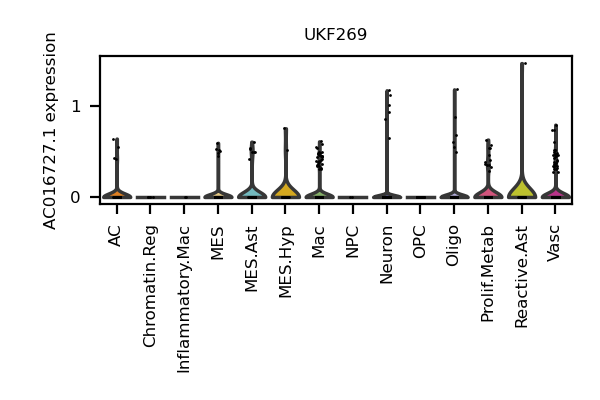 UKF269
AC016727.1 expression
1
0
AC
Chromatin.Reg
Inflammatory.Mac
MES
MES.Ast
MES.Hyp
Mac
NPC
Neuron
OPC
Oligo
Prolif.Metab
Reactive.Ast
Vasc